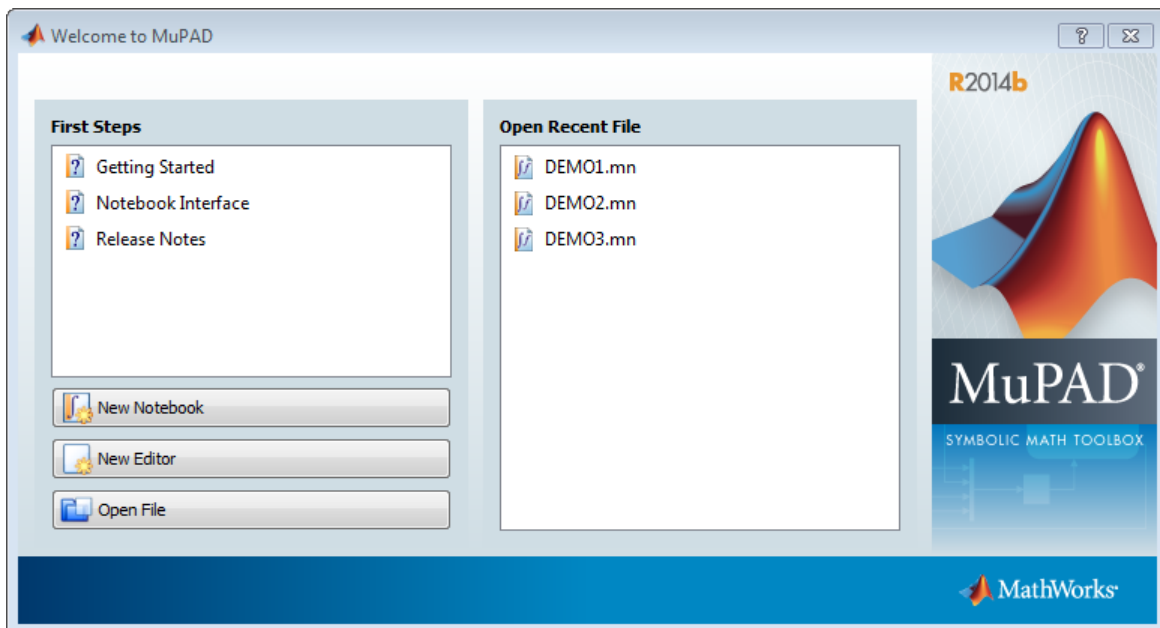 Welcome to MuPAD
First Steps
Getting Started
Notebook Interface
Release Notes
New Notebook
New Editor
Open File
Open Recent File
DEMO1.mn
DEMO2.mn
DEMO3.mn
R2014b
MuPAD®
SYMBOLIC MATH TOOLBOX
MathWorks®